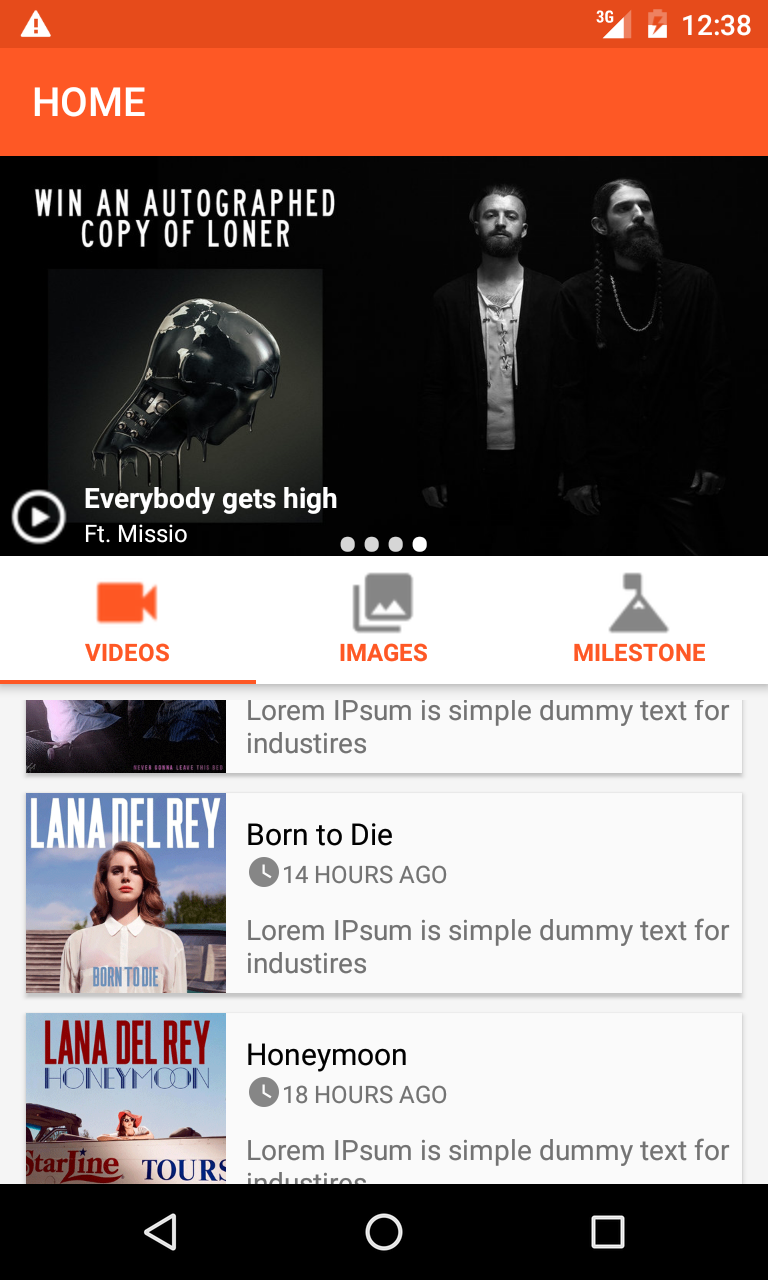 3G 12:38
HOME
WIN AN AUTOGRAPHED
COPY OF LONER
Everybody gets high
Ft. Missio
VIDEOS IMAGES MILESTONE
Lorem IPsum is simple dummy text for
industires
NEVER GONNA LEAVE THIS BED
LANA DEL REY
BORN TO DIE
Born to Die
14 HOURS AGO
Lorem IPsum is simple dummy text for
industires
LANA DEL REY
HONEYMOON
StarLine TOURS
Honeymoon
18 HOURS AGO
Lorem IPsum is simple dummy text for
industires